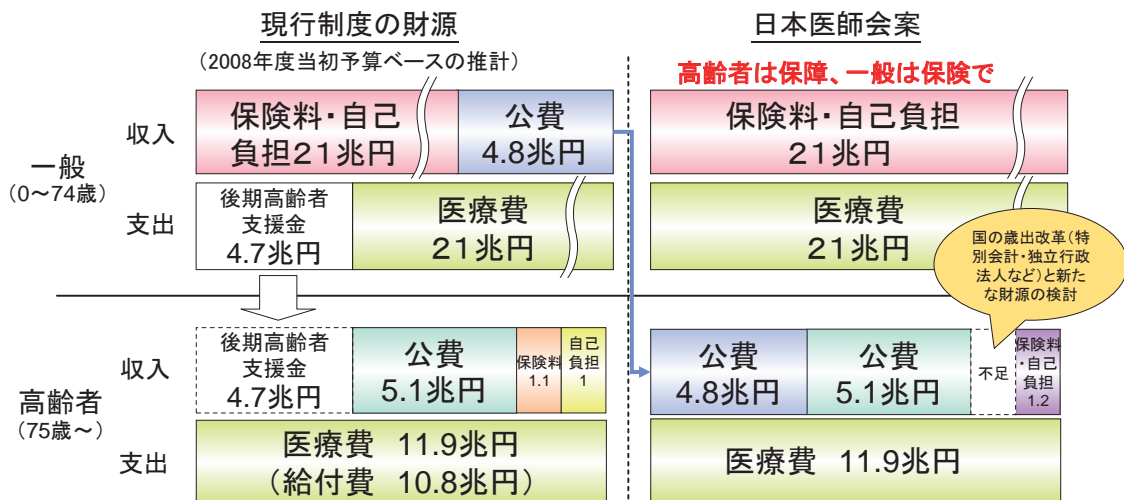 現行制度の財源
(2008年度当初予算ベースの推計)
日本医師会案
高齢者は保障、一般は保険で
一般
(0～74歳)
収入
保険料・自己
負担21兆円
公費
4.8兆円
保険料・自己負担
21兆円
支出
後期高齢者
支援金
4.7兆円
医療費
21兆円
医療費
21兆円
国の歳出改革(特
別会計・独立行政
法人など)と新た
な財源の検討
高齢者
(75歳～)
収入
後期高齢者
支援金
4.7兆円
公費
5.1兆円
保険料
1.1
自己
負担
1
公費
4.8兆円
公費
5.1兆円
不足
保険料
・自己
負担
1.2
支出
医療費 11.9兆円
(給付費 10.8兆円)
医療費 11.9兆円